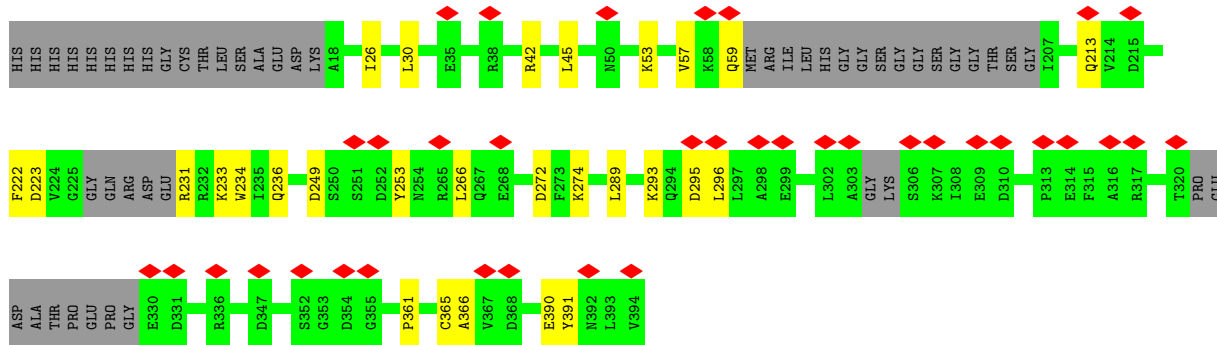 HIS HIS HIS HIS HIS HIS HIS HIS GLY CYS THR LEU SER ALA GLU ASP LYS A18 I26 L30 E35 R38 R42 L45 N50 K53 V57 K58 Q59 MET ARG ILE LEU HIS GLY GLY SER GLY GLY SER GLY GLY THR SER GLY I207 Q213 V214 D215
F222 D223 V224 G225 GLY GLN ARG ASP GLU R231 R232 K233 W234 I235 Q236 D249 S250 S251 D252 Y253 N254 R265 L266 Q267 E268 D272 F273 K274 L289 K293 Q294 D295 L296 L297 A298 E299 L302 A303 GLY LYS S306 K307 I308 E309 D310 P313 E314 F315 A316 R317 T320 PRO GLU
ASP ALA THR PRO GLU PRO GLY E330 D331 R336 D347 S352 G353 D354 G355 P361 C365 A366 V367 D368 E390 Y391 N392 L393 V394